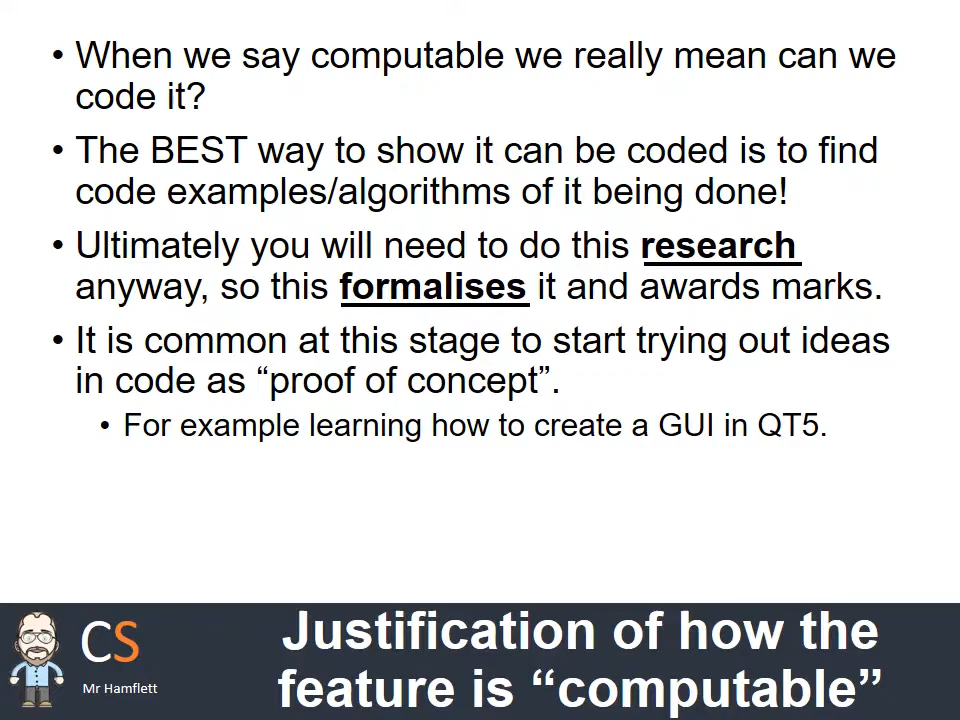 • When we say computable we really mean can we
code it?
• The BEST way to show it can be coded is to find
code examples/algorithms of it being done!
• Ultimately you will need to do this research
anyway, so this formalises it and awards marks.
• It is common at this stage to start trying out ideas
in code as “proof of concept”.
• For example learning how to create a GUI in QT5.
CS
Mr Hamflett
Justification of how the
feature is “computable”